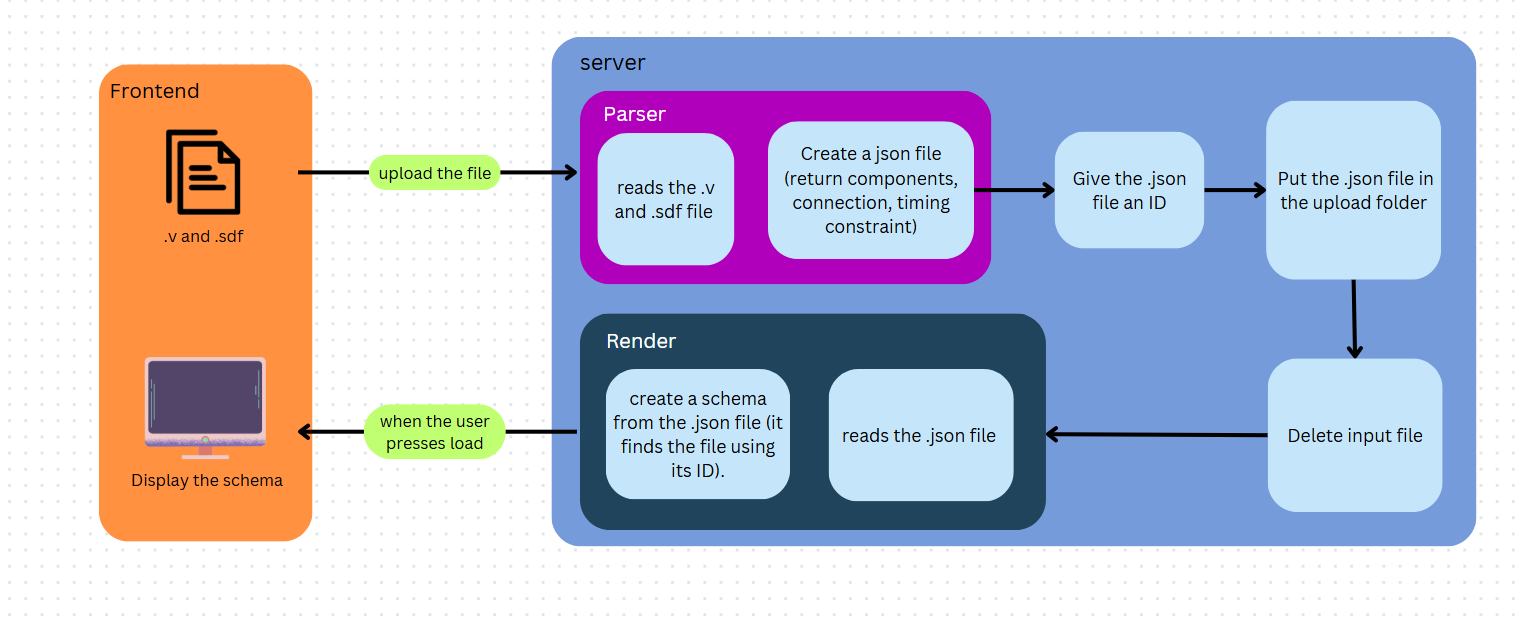 Frontend
.v and .sdf
upload the file
server
Parser
reads the .v
and .sdf file
Create a json file
(return components,
connection, timing
constraint)
Give the .json
file an ID
Put the .json file in
the upload folder
Delete input file
Render
reads the .json file
create a schema
from the .json file (it
finds the file using
its ID).
when the user
presses load
Display the schema